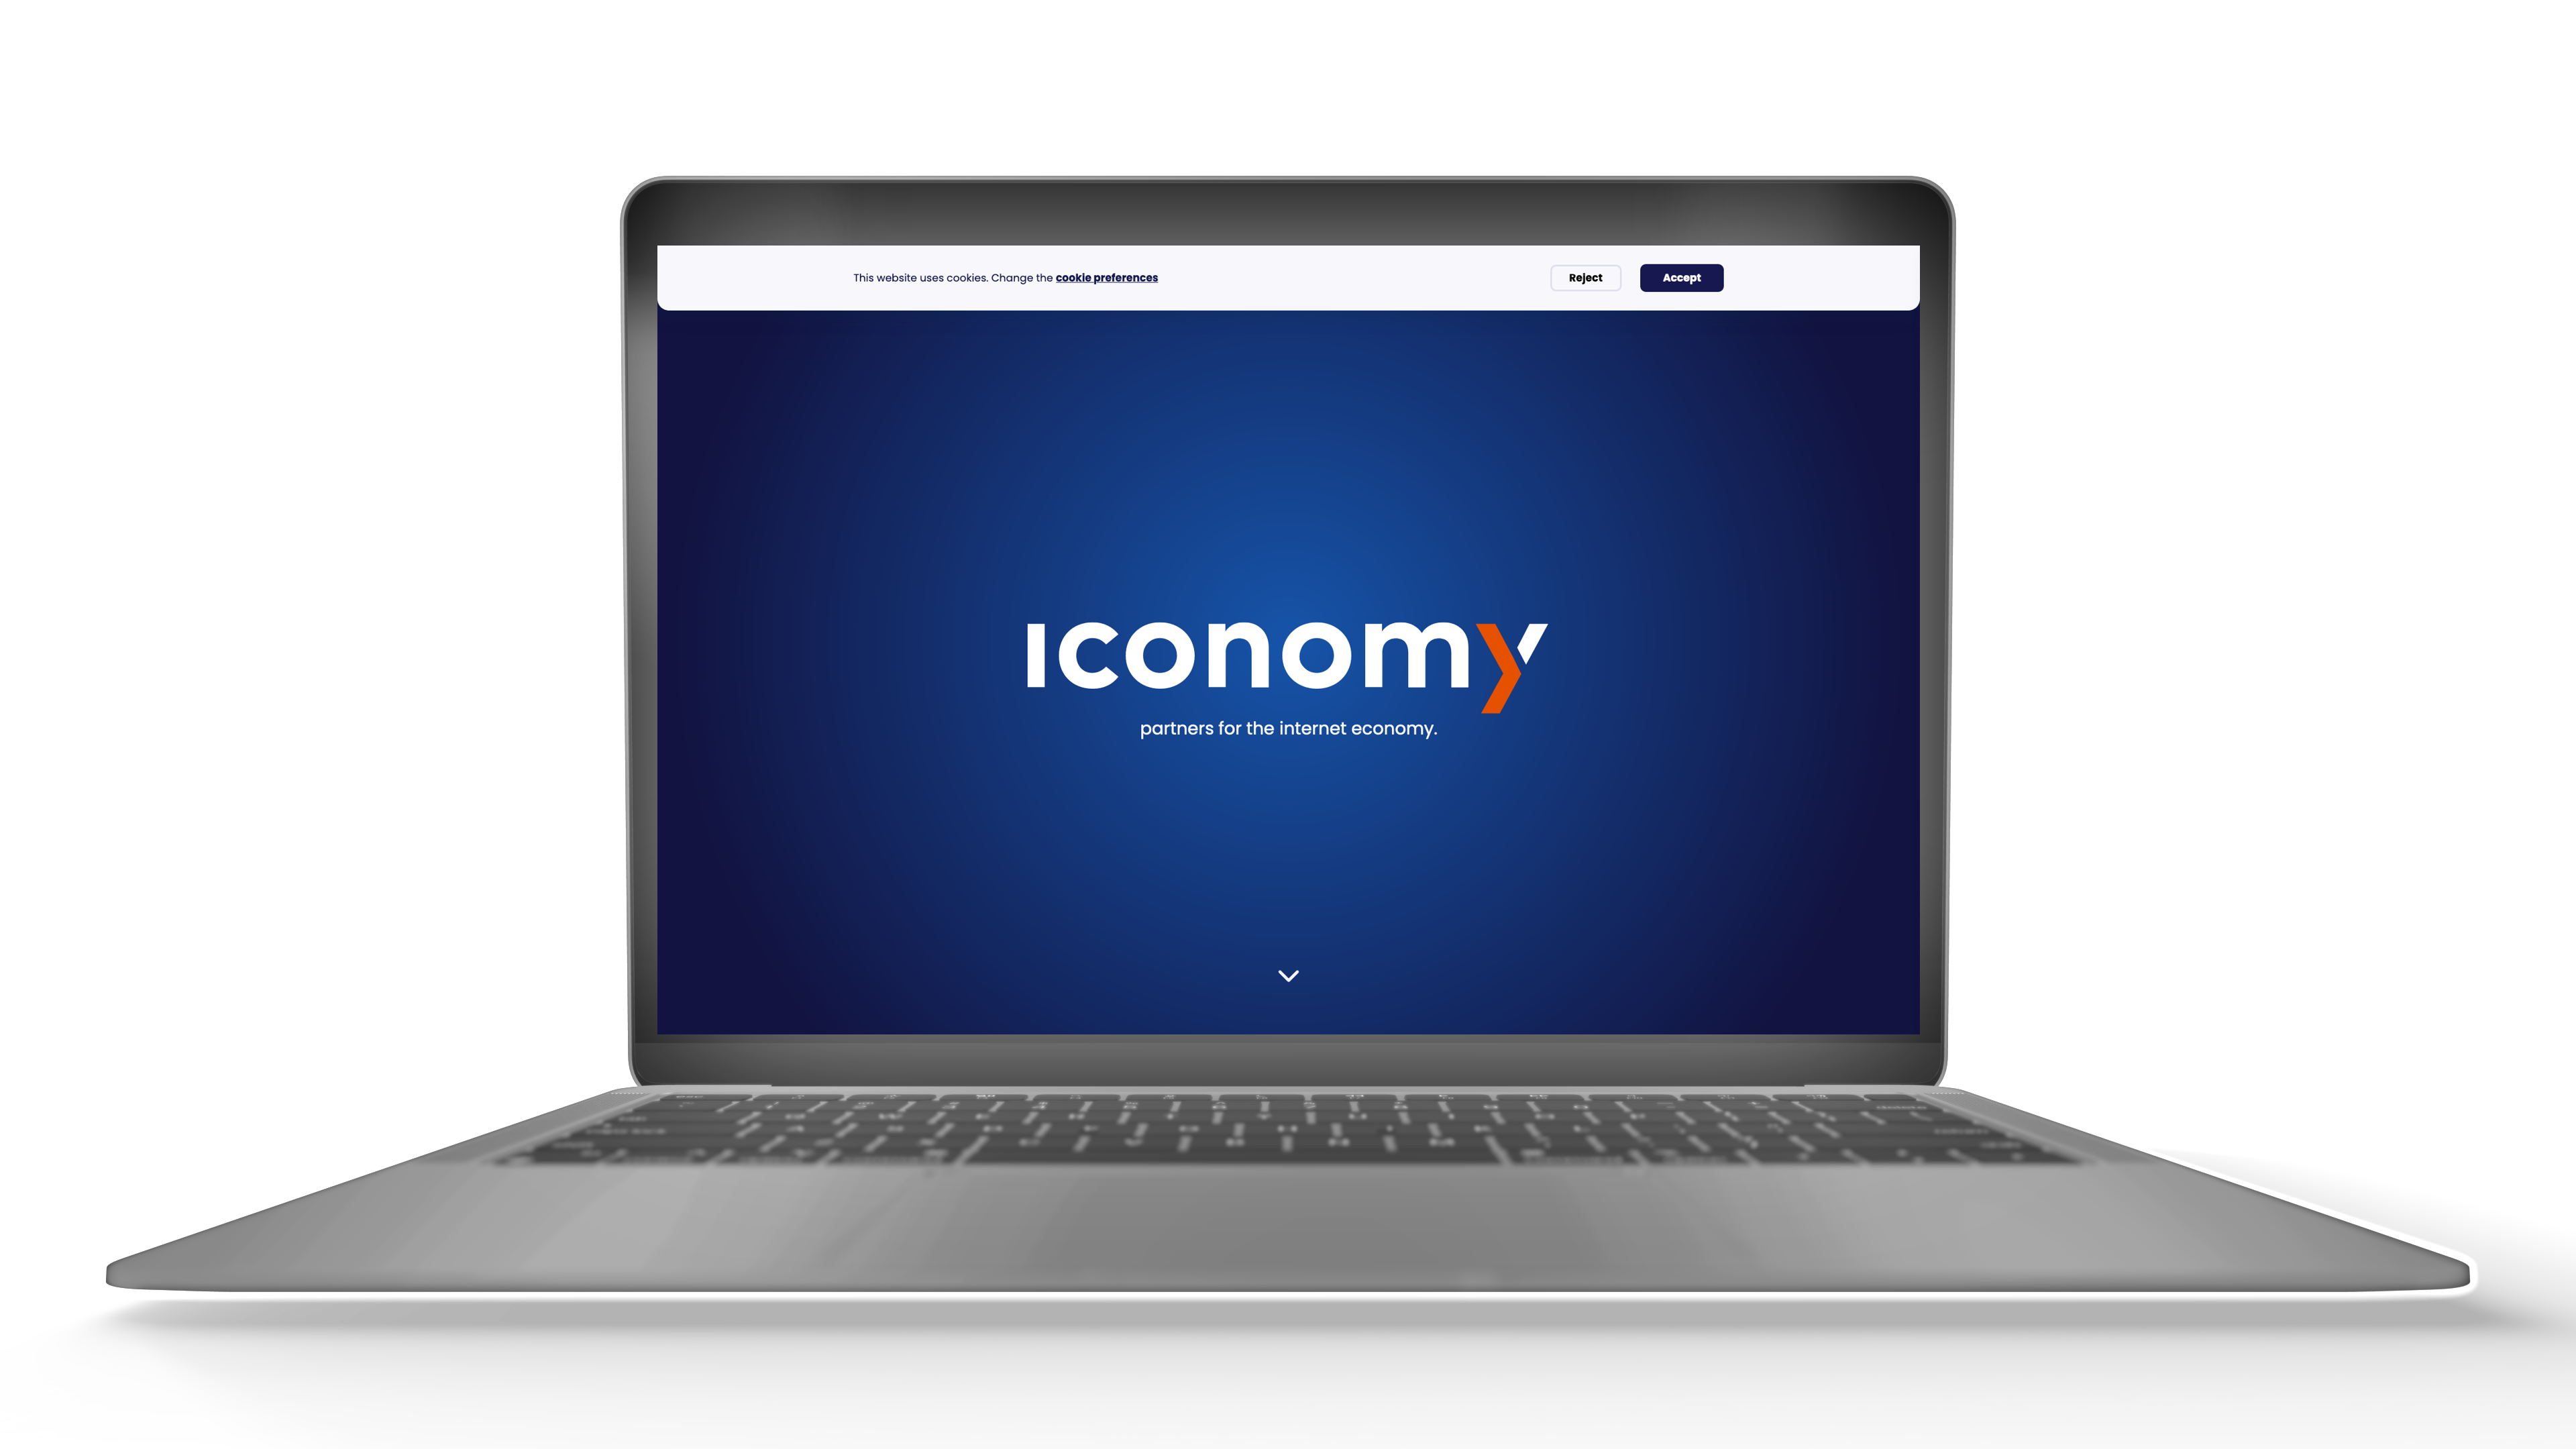 This website uses cookies. Change the cookie preferences
Reject
Accept
iconomy
partners for the internet economy.